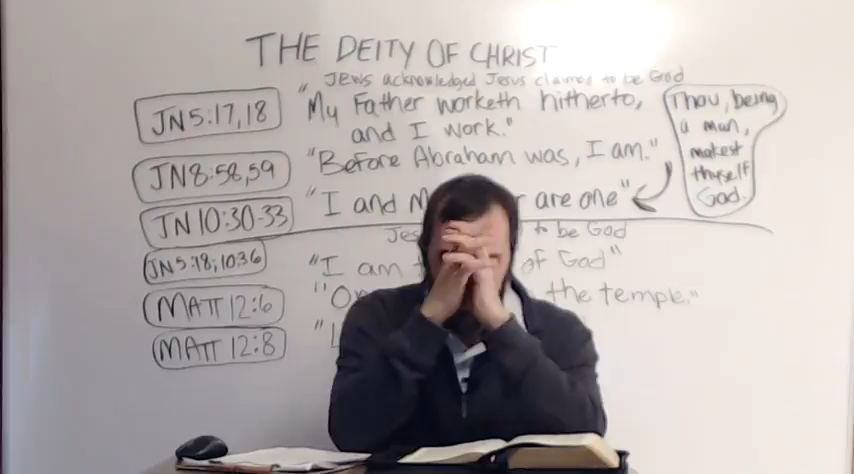 THE DEITY OF CHRIST
Jews acknowledged Jesus claimed to be God
JN 5:17,18
"My Father worketh hitherto,
and I work."
JN 8:58,59
"Before Abraham was, I am."
JN 10:30-33
"I and are one"
Thou, being
a man,
makest
thyself
God.
to be God
JN 5:18; 10:36
"I am of God"
MATT 12:6
the temple."
MATT 12:8